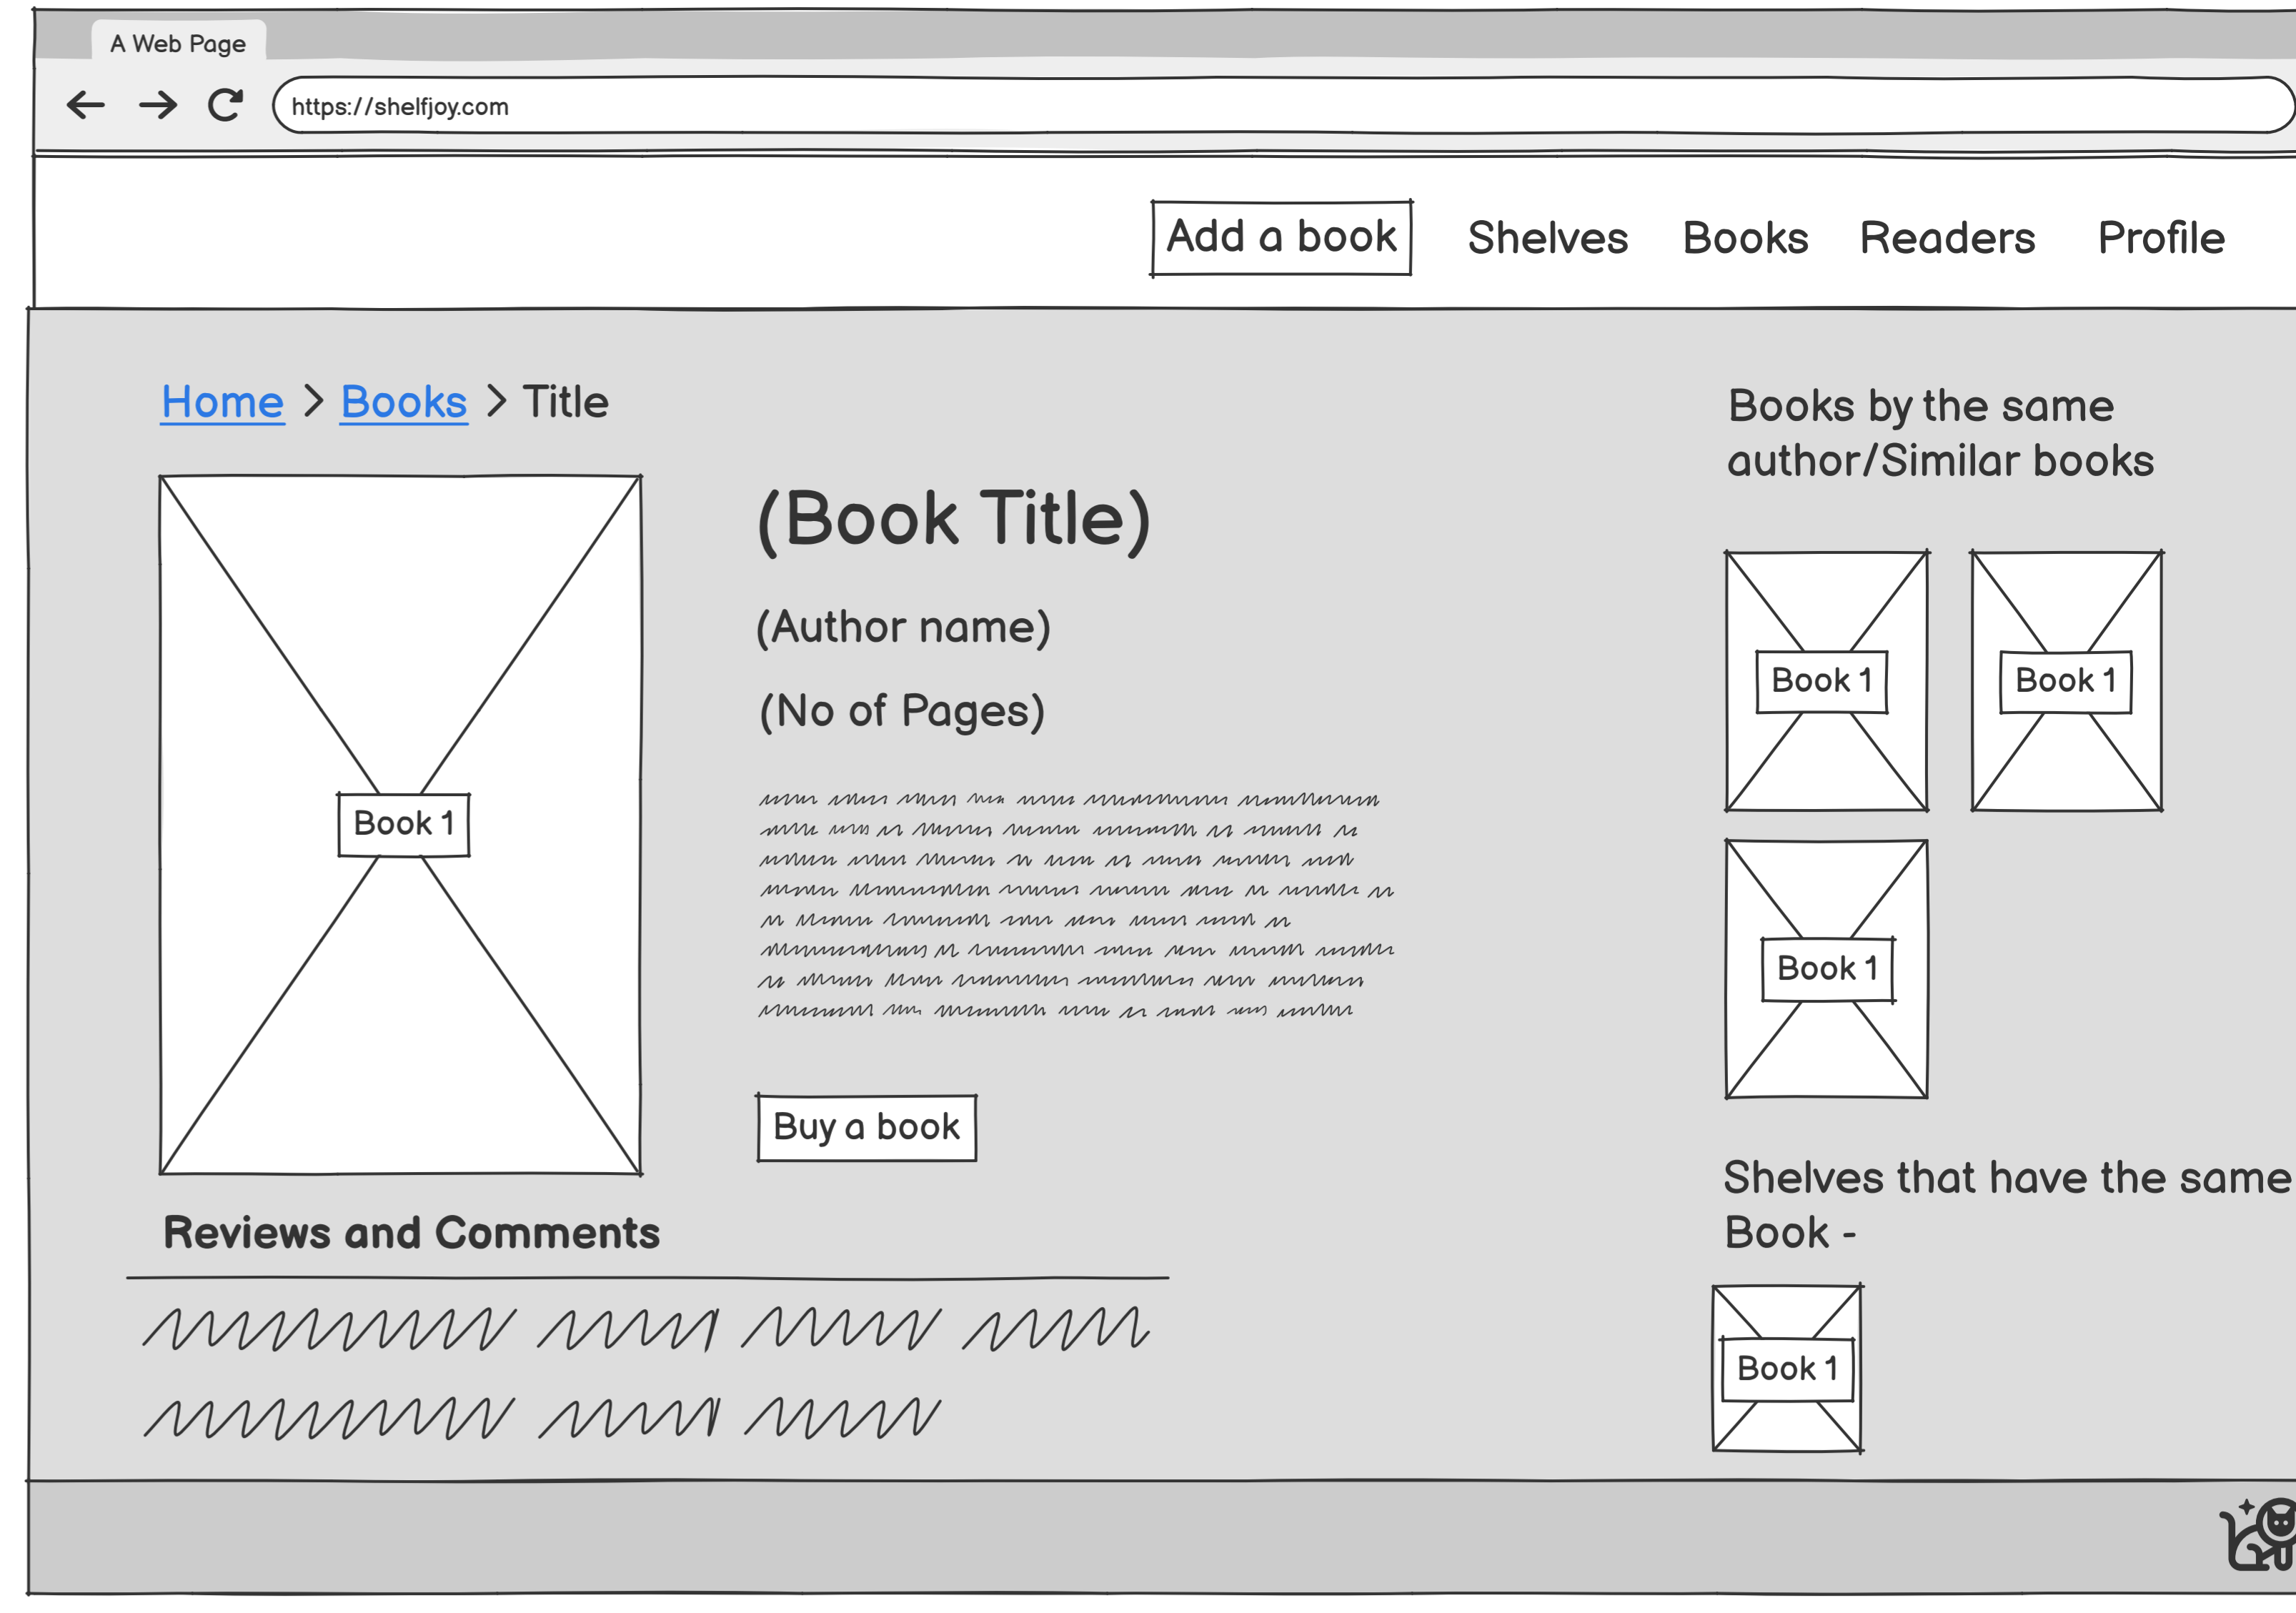 A Web Page
https://shelfjoy.com
Add a book Shelves Books Readers Profile
Home > Books > Title
(Book Title)
(Author name)
(No of Pages)
Book 1
Buy a book
Reviews and Comments
Books by the same
author/Similar books
Book 1 Book 1
Book 1
Shelves that have the same
Book -
Book 1